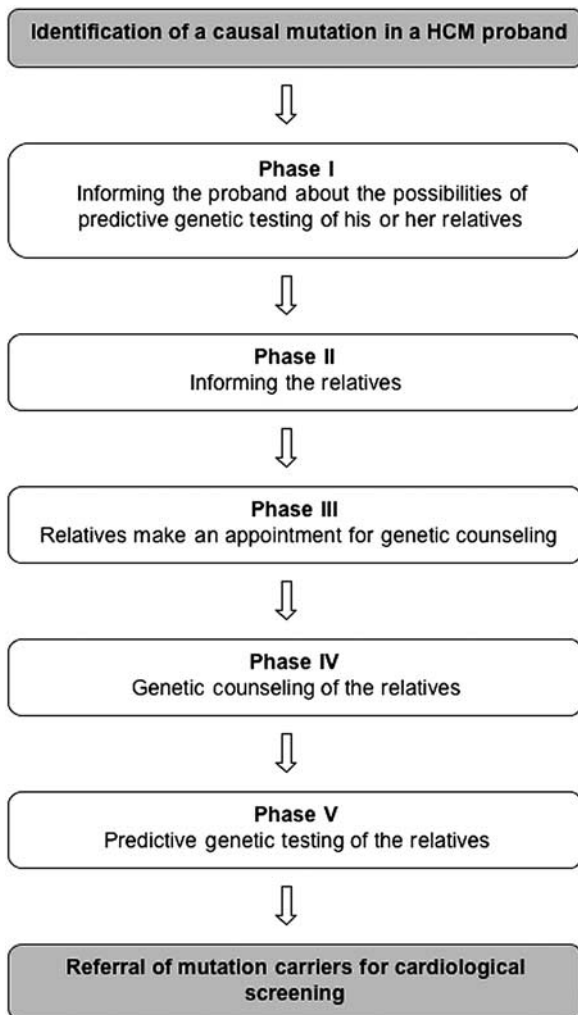 Identification of a causal mutation in a HCM proband
Phase I
Informing the proband about the possibilities of
predictive genetic testing of his or her relatives
Phase II
Informing the relatives
Phase III
Relatives make an appointment for genetic counseling
Phase IV
Genetic counseling of the relatives
Phase V
Predictive genetic testing of the relatives
Referral of mutation carriers for cardiological
screening